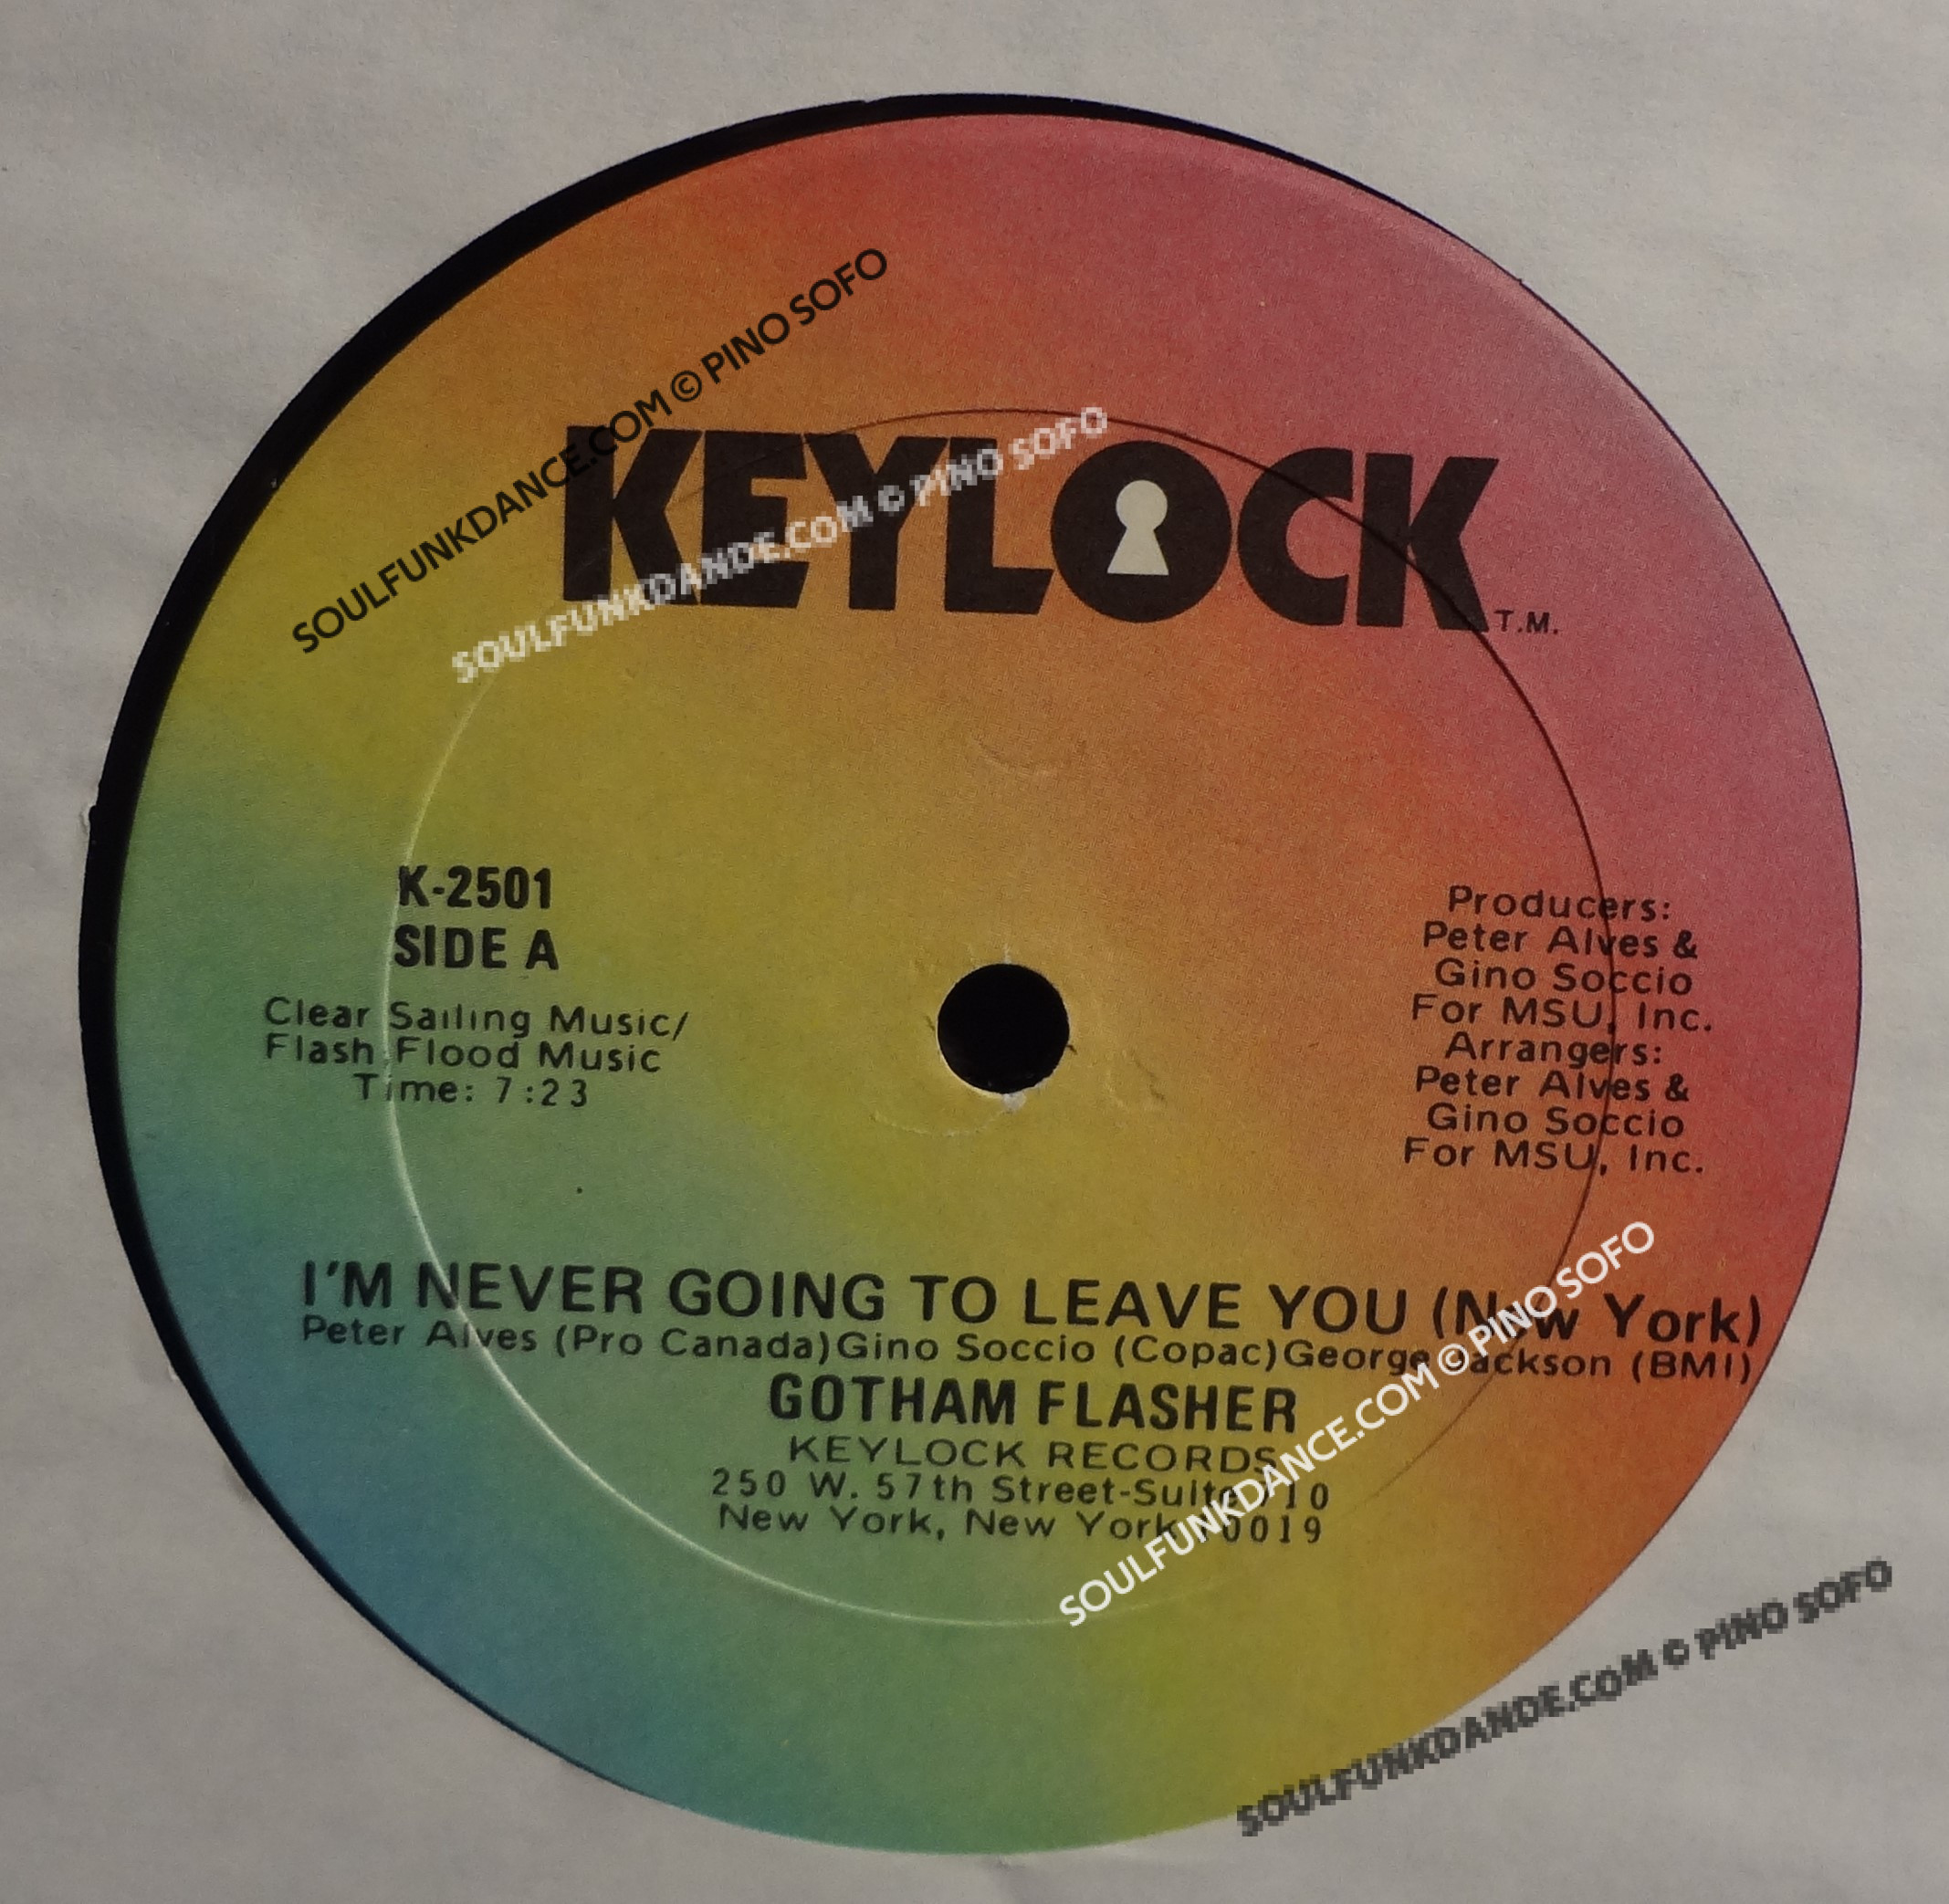 SOULFUNKDANCE.COM © PINO SOFO
KEYLOCK
T.M.
SOULFUNKDANDE.COM © PINO SOFO
K-2501
SIDE A
Clear Sailing Music/
Flash Flood Music
Time: 7:23
Producers:
Peter Alves &
Gino Soccio
For MSU, Inc.
Arrangers:
Peter Alves &
Gino Soccio
For MSU, Inc.
I'M NEVER GOING TO LEAVE YOU (New York)
Peter Alves (Pro Canada)Gino Soccio (Copac)George Jackson (BMI)
GOTHAM FLASHER
KEYLOCK RECORDS
250 W. 57th Street-Suite
New York, New York 10019
SOULFUNKDANCE.COM © PINO SOFO
SOULFUNKDANDE.COM © PINO SOFO